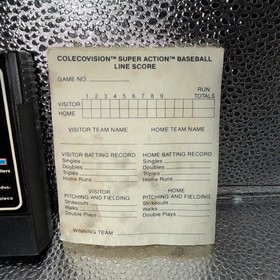 COLECOVISION™ SUPER ACTION™ BASEBALL
LINE SCORE
GAME NO.
RUN
1 2 3 4 5 6 7 8 9 TOTALS
VISITOR
HOME
VISITOR TEAM NAME HOME TEAM NAME
VISITOR BATTING RECORD HOME BATTING RECORD
Singles Singles
Doubles Doubles
Triples Triples
Home Runs Home Runs
VISITOR HOME
PITCHING AND FIELDING PITCHING AND FIELDING
Strikeouts Strikeouts
Walks Walks
Double Plays Double Plays
WINNING TEAM